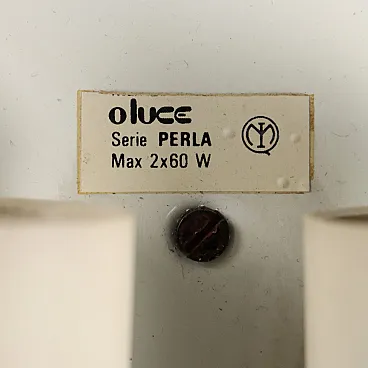 oluce
Serie PERLA
Max 2x60 W